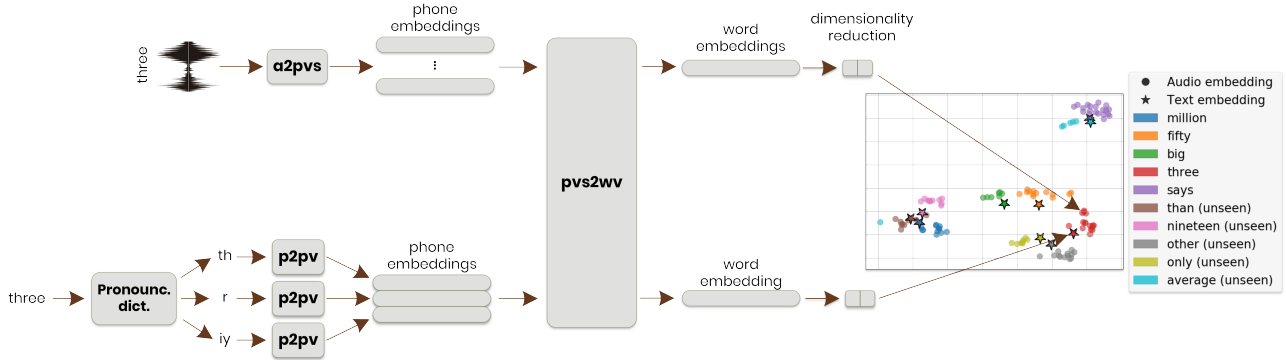 three
a2pvs
phone
embeddings
...
word
embeddings
dimensionality
reduction
pvs2wv
three
Pronounc.
dict.
th
r
iy
p2pv
p2pv
p2pv
phone
embeddings
word
embedding
Audio embedding
Text embedding
million
fifty
big
three
says
than (unseen)
nineteen (unseen)
other (unseen)
only (unseen)
average (unseen)